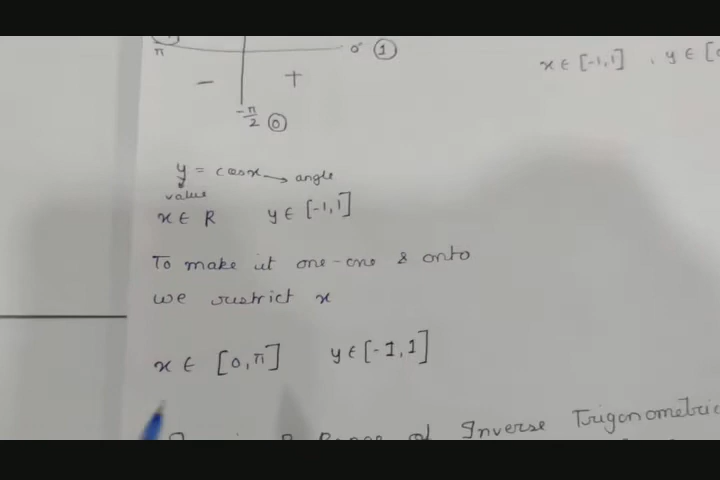 π
0 1
x ∈ [-1,1] , y ∈ [
− +
-π/2 0
y = cosx → angle
value
x ∈ R y ∈ [-1,1]
To make it one-one & onto
we restrict x
x ∈ [0,π] y ∈ [-1,1]
of Inverse Trigonometric